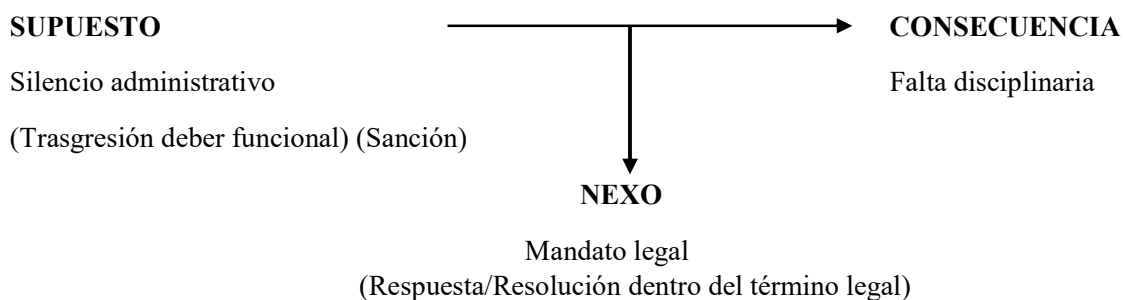 SUPUESTO CONSECUENCIA
Silencio administrativo Falta disciplinaria
(Trasgresión deber funcional) (Sanción)
NEXO
Mandato legal
(Respuesta/Resolución dentro del término legal)